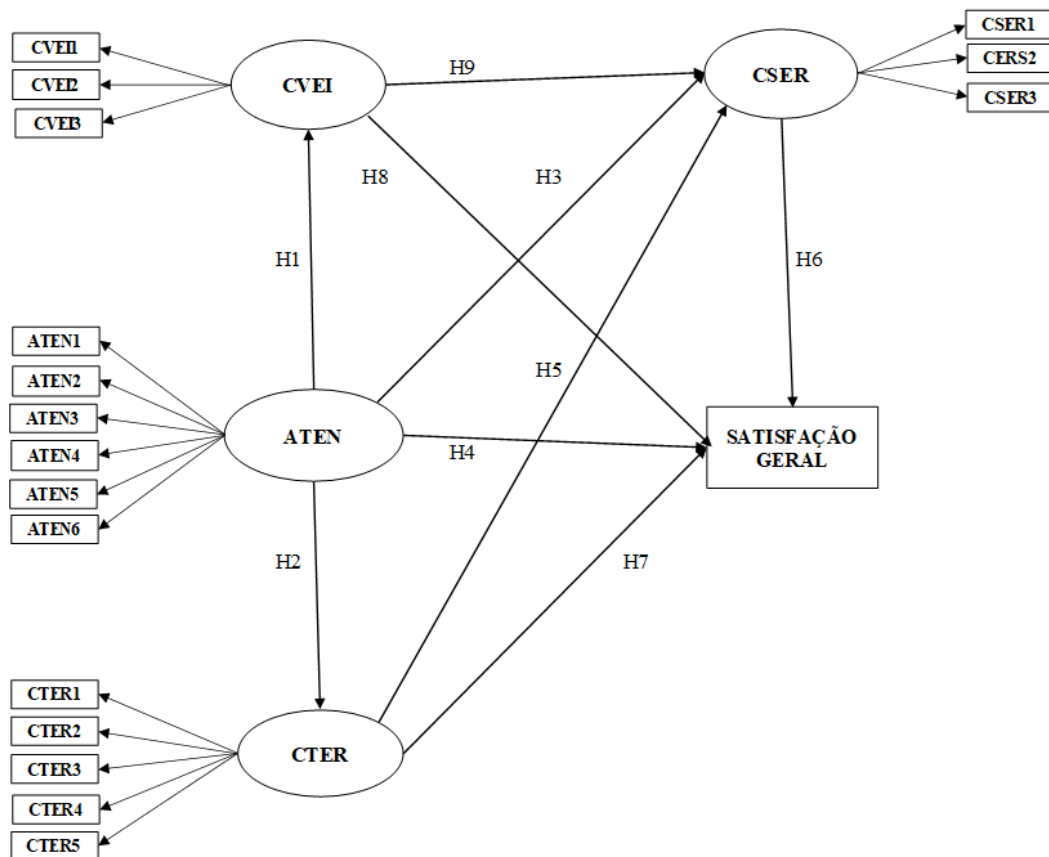 CVEI1
CVEI2
CVEI3
CVEI
H9
CSER
CSER1
CERS2
CSER3
H8
H3
H1
H6
ATEN1
ATEN2
ATEN3
ATEN4
ATEN5
ATEN6
ATEN
H5
H4
SATISFAÇÃO
GERAL
H2
H7
CTER1
CTER2
CTER3
CTER4
CTER5
CTER